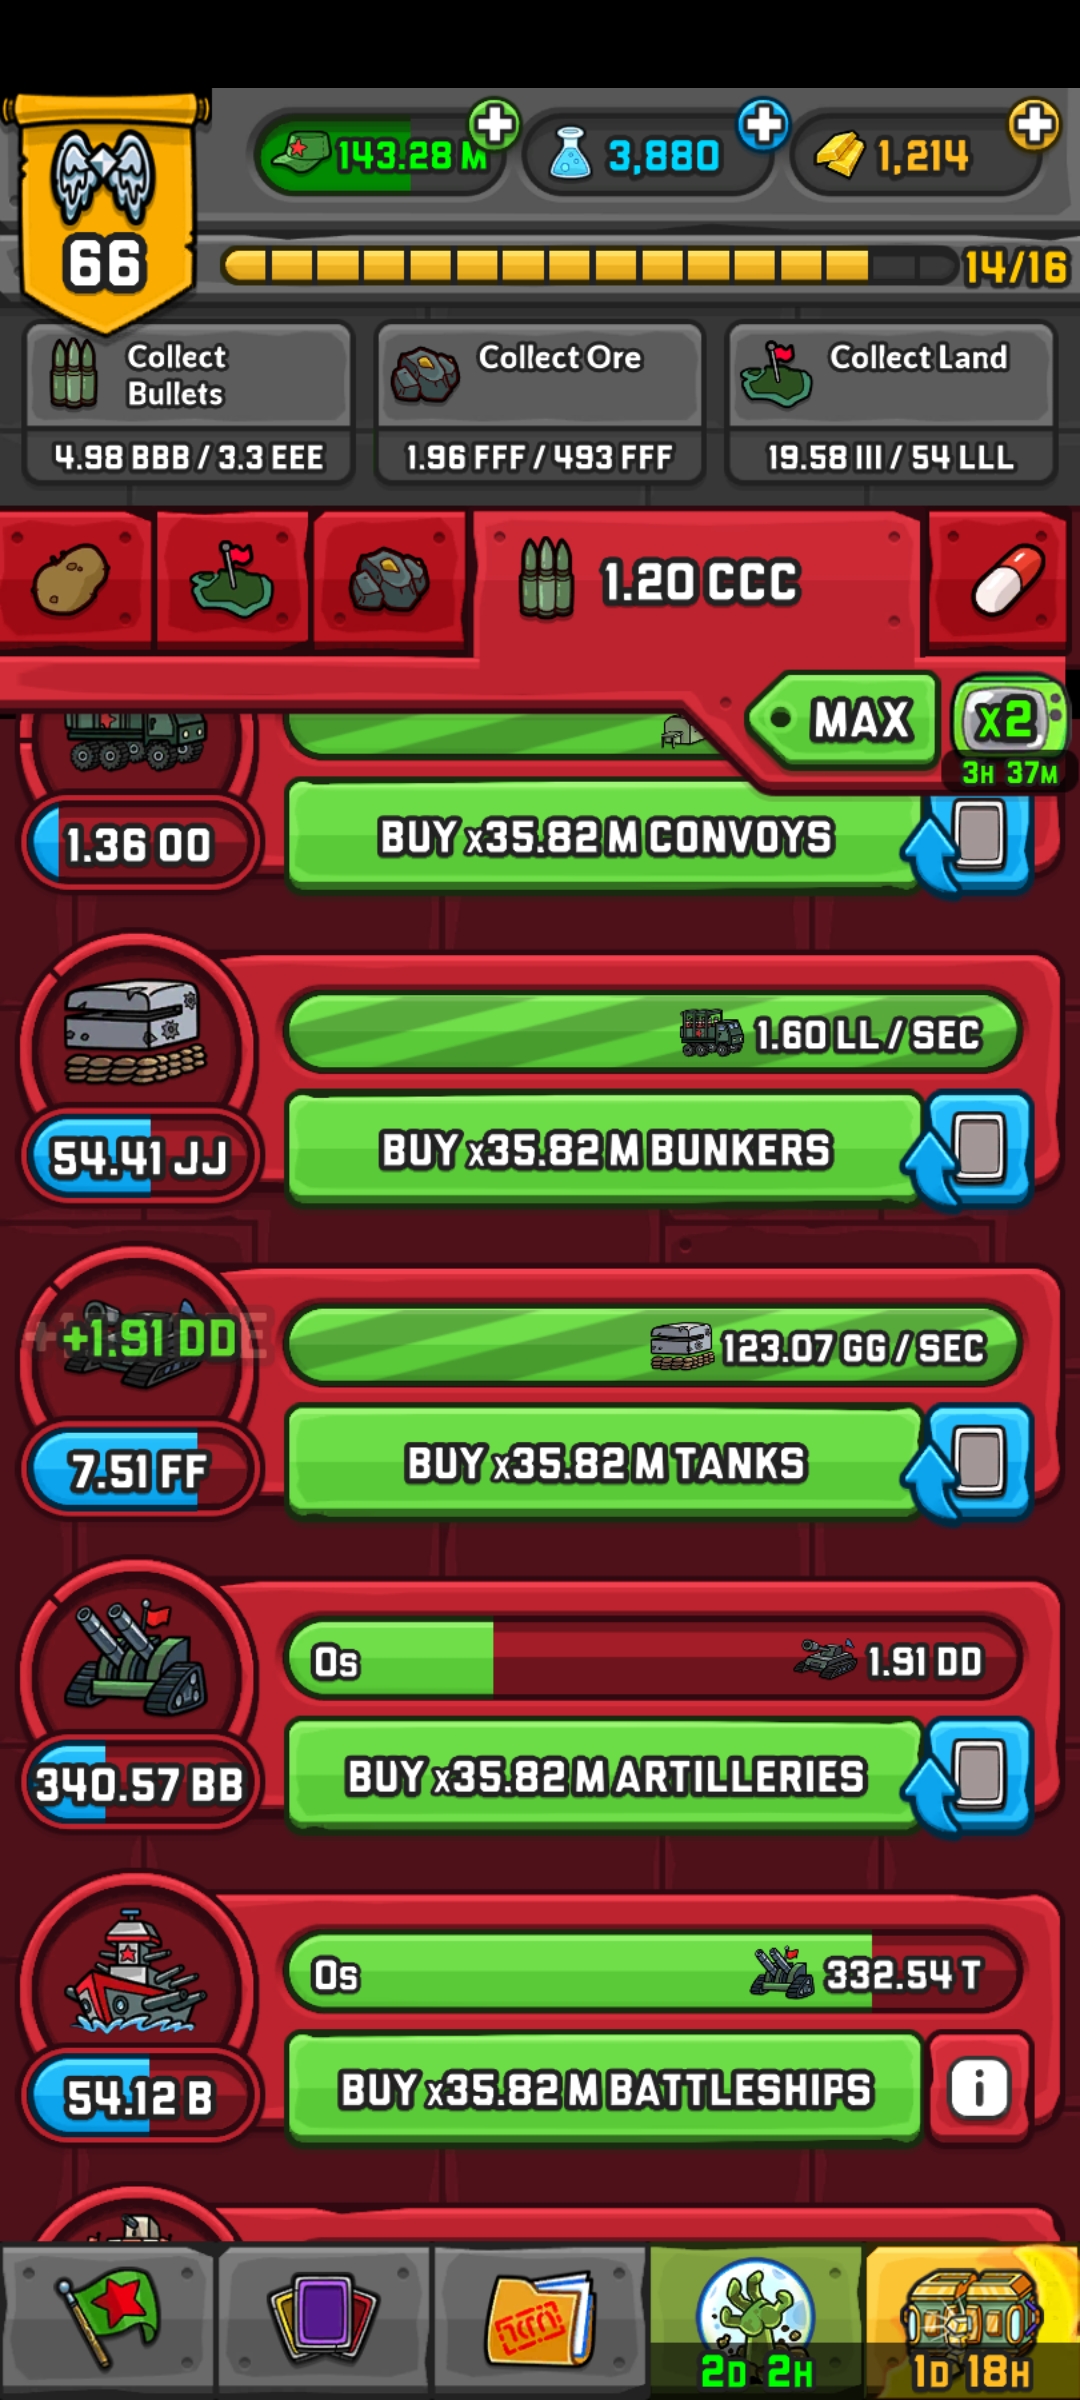 143.28 M
3,880
1,214
66
14/16
Collect
Bullets
4.98 BBB / 3.3 EEE
Collect Ore
1.96 FFF / 493 FFF
Collect Land
19.58 III / 54 LLL
1.20 CCC
MAX
x2
3H 37M
1.36 OO
BUY x35.82 M CONVOYS
1.60 LL / SEC
54.41 JJ
BUY x35.82 M BUNKERS
+1.91 DD
123.07 GG / SEC
7.51 FF
BUY x35.82 M TANKS
0s
1.91 DD
340.57 BB
BUY x35.82 M ARTILLERIES
0s
332.54 T
54.12 B
BUY x35.82 M BATTLESHIPS
i
2D 2H
1D 18H